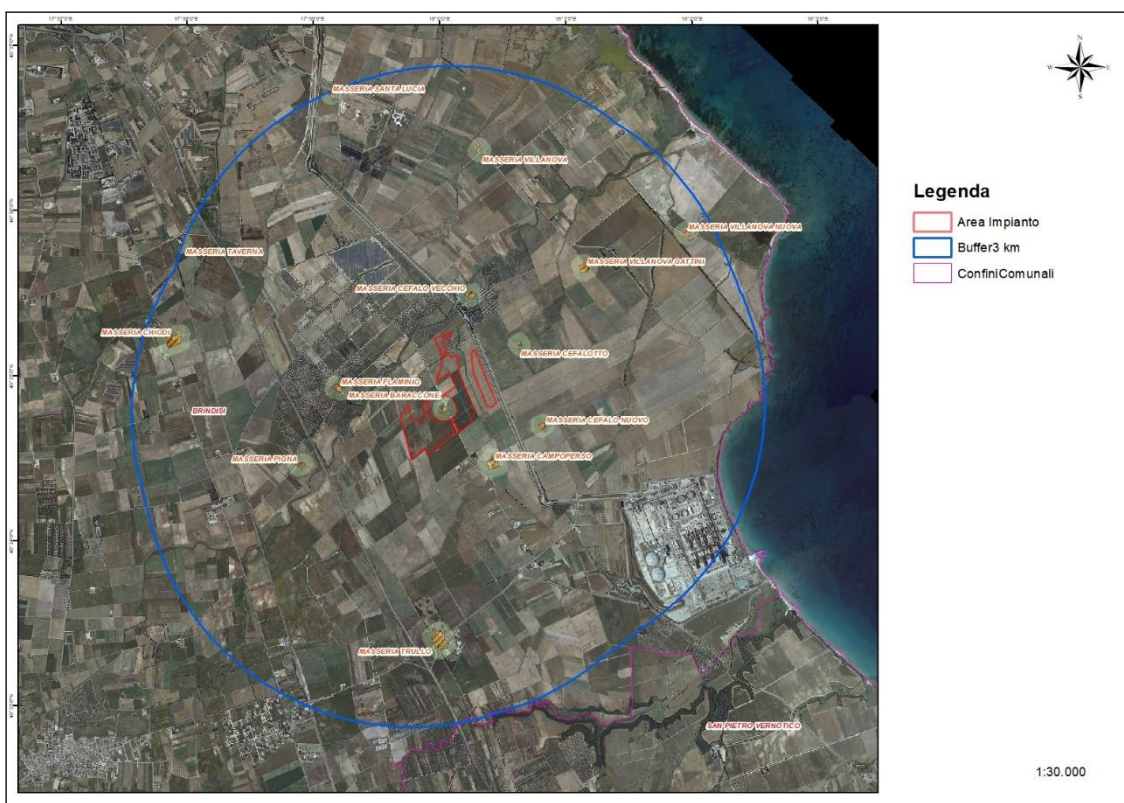 N
W E
S
MASSERIA SANTA LUCIA
MASSERIA VILLANOVA
Legenda
Area Impianto
MASSERIA VILLANOVA NUOVA
Buffer3 km
MASSERIA TAVERNA
MASSERIA VILLANOVA GATTINI
ConfiniComunali
MASSERIA CEFALO VECCHIO
MASSERIA CHIODI
MASSERIA CEFALOTTO
MASSERIA FLAMINIO
MASSERIA BARACCONE
BRINDISI
MASSERIA CEFALO NUOVO
MASSERIA PIGNA
MASSERIA CAMPOPERSO
MASSERIA TRULLO
SAN PIETRO VERNOTICO
1:30.000